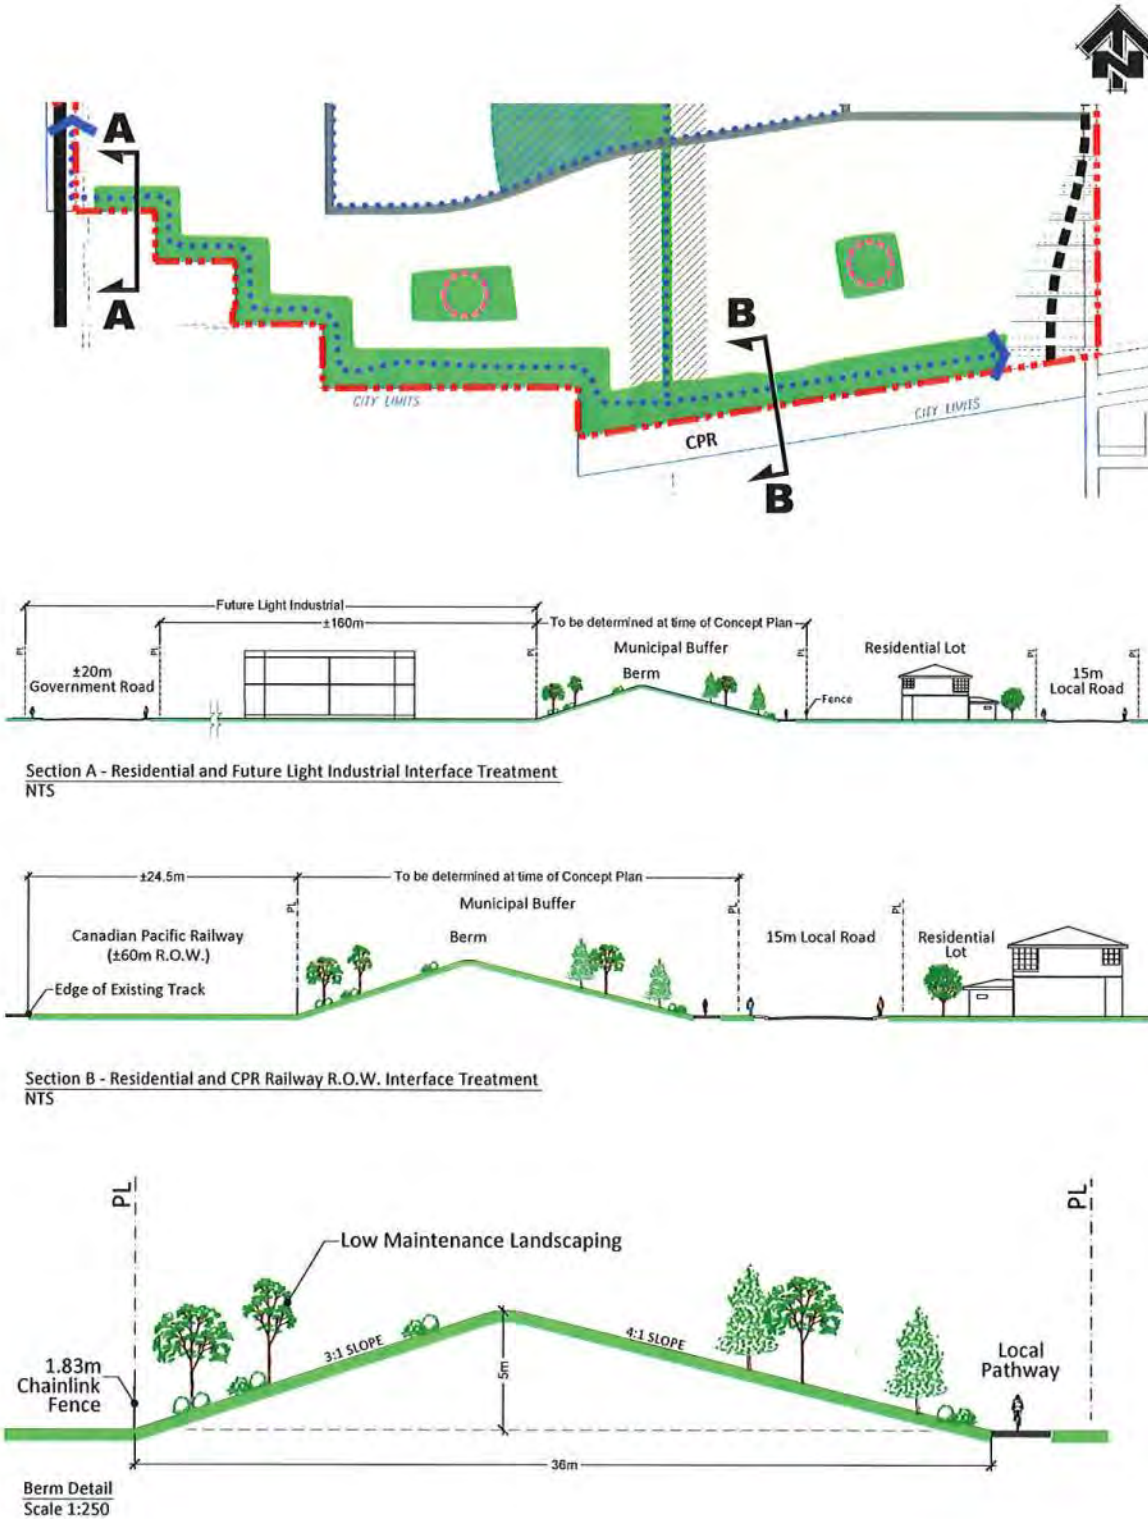 N
A
A
B
B
CITY LIMITS
CITY LIMITS
CPR
Future Light Industrial
±160m
To be determined at time of Concept Plan
PL
PL
PL
PL
PL
PL
±20m
Government Road
Municipal Buffer
Berm
Residential Lot
15m
Local Road
Fence
Section A - Residential and Future Light Industrial Interface Treatment
NTS
±24.5m
To be determined at time of Concept Plan
PL
PL
PL
Municipal Buffer
Canadian Pacific Railway
(±60m R.O.W.)
Berm
15m Local Road
Residential
Lot
Edge of Existing Track
Section B - Residential and CPR Railway R.O.W. Interface Treatment
NTS
PL
PL
Low Maintenance Landscaping
3:1 SLOPE
4:1 SLOPE
5m
1.83m
Chainlink
Fence
Local
Pathway
36m
Berm Detail
Scale 1:250